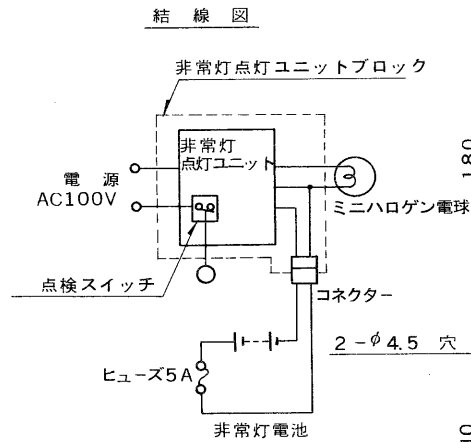 結線図
非常灯点灯ユニットブロック
非常灯
点灯ユニット
電源
AC100V
180
ミニハロゲン電球
点検スイッチ
コネクター
2-φ4.5 穴
ヒューズ5A
非常灯電池